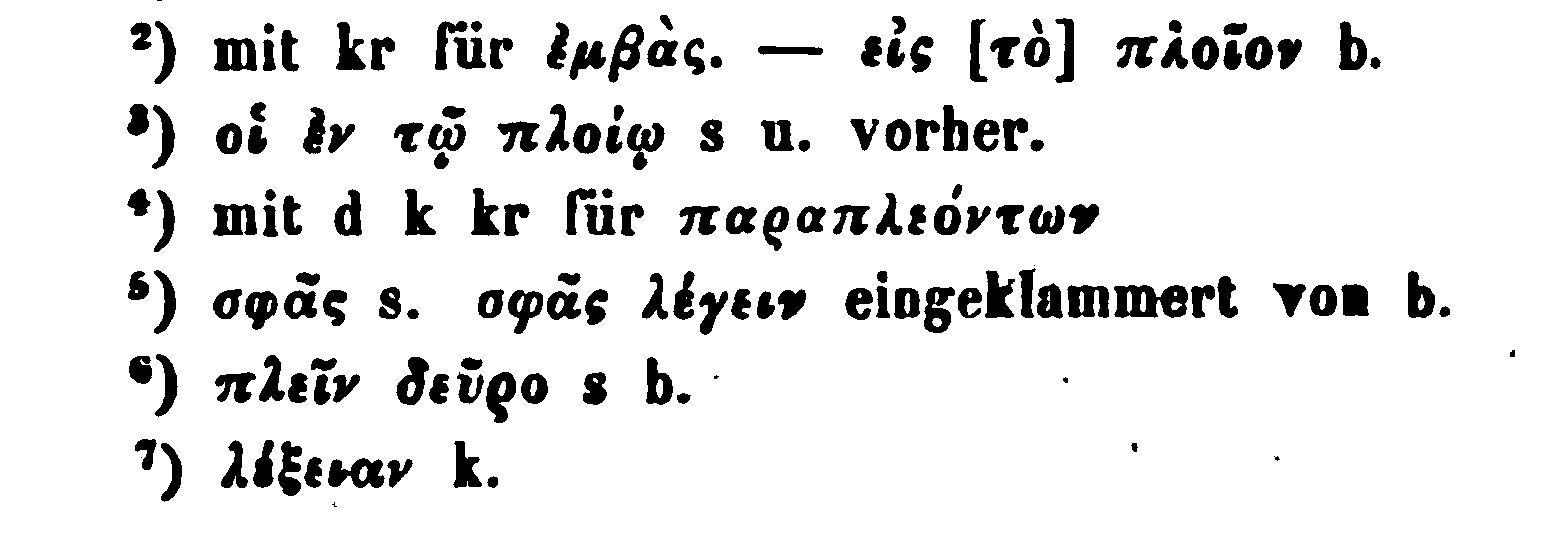 ²) mit kr für ἐμβὰς. — εἰς [τὸ] πλοῖον b.
³) οἱ ἐν τῷ πλοίῳ s u. vorher.
⁴) mit d k kr für παραπλεόντων
⁵) σφᾶς s. σφᾶς λέγειν eingeklammert von b.
⁶) πλεῖν δεῦρο s b.
⁷) λέξειαν k.